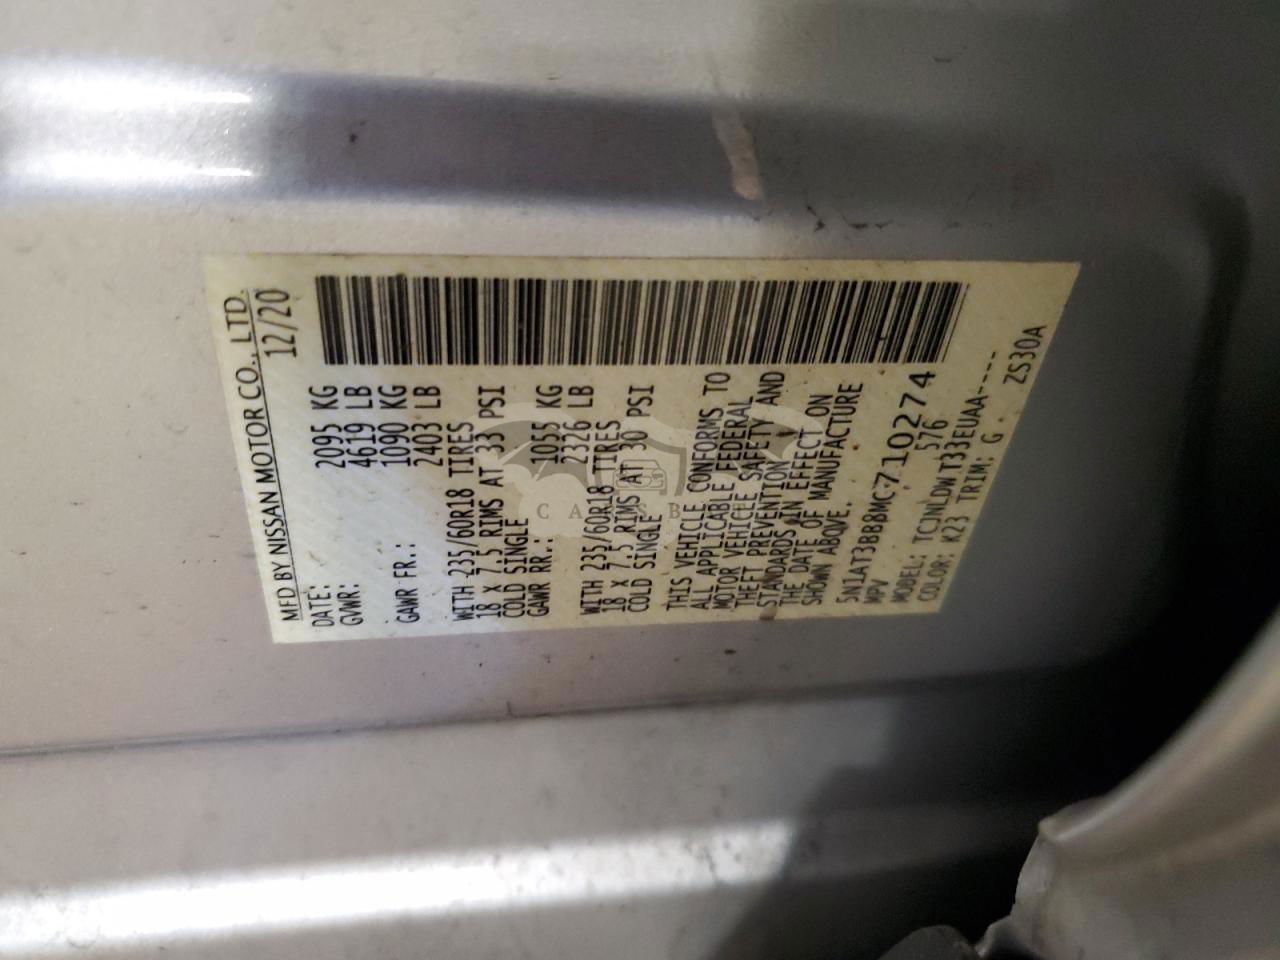 MFD BY NISSAN MOTOR CO., LTD.
DATE: 12/20
GVWR: 2095 KG
4619 LB
GAWR FR.: 1090 KG
2403 LB
WITH 235/60R18 TIRES
18 X 7.5 RIMS AT 33 PSI
COLD SINGLE
GAWR RR.: 1055 KG
2326 LB
WITH 235/60R18 TIRES
18 X 7.5 RIMS AT 30 PSI
COLD SINGLE
THIS VEHICLE CONFORMS TO
ALL APPLICABLE FEDERAL
MOTOR VEHICLE SAFETY AND
THEFT PREVENTION
STANDARDS IN EFFECT ON
THE DATE OF MANUFACTURE
SHOWN ABOVE.
5N1AT3BB8MC710274
MPV 576
MODEL: TCJNLDWT33EUAA----
COLOR: K23 TRIM: G ZS30A